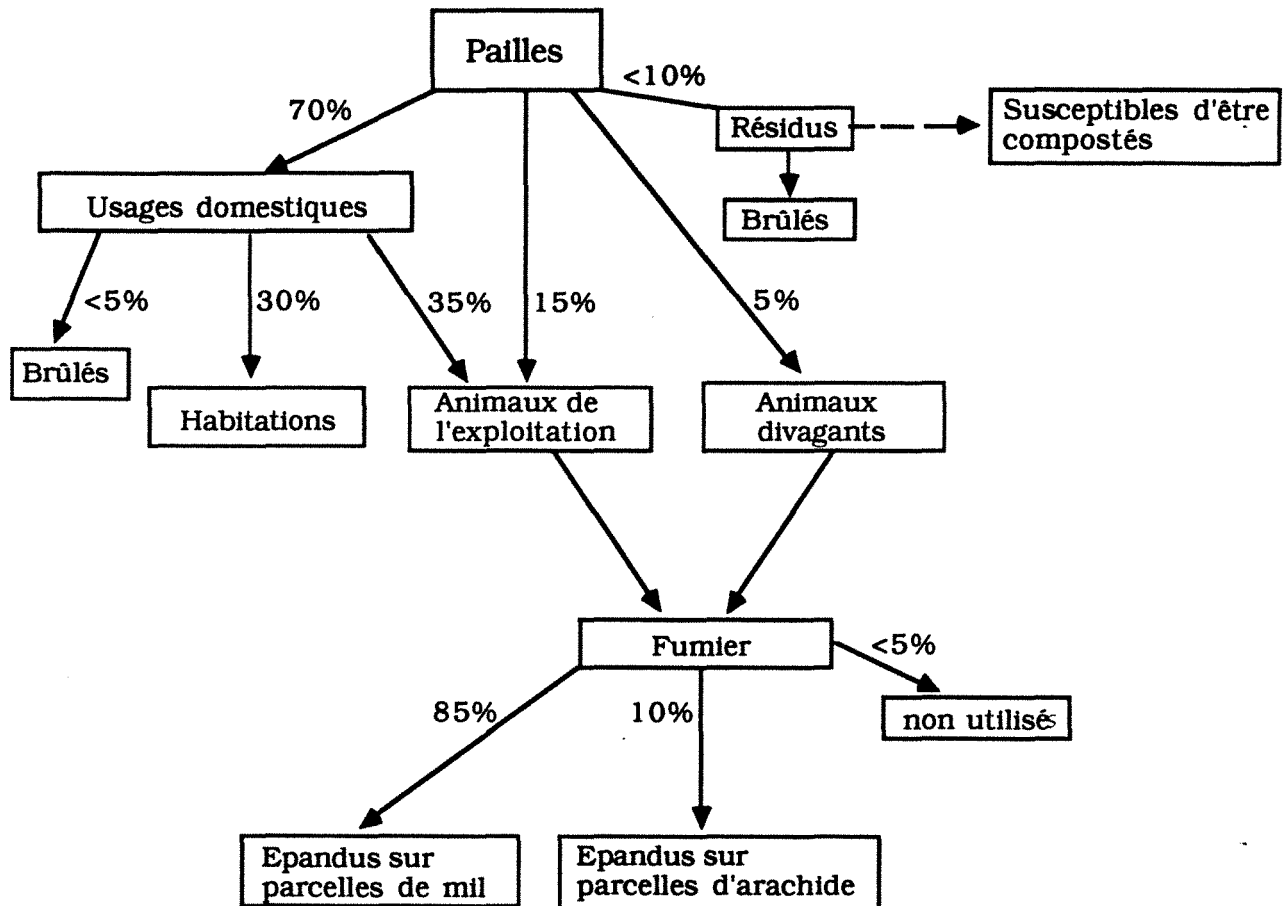 Pailles
<10%
70%
Résidus
Susceptibles d'être
compostés
Usages domestiques
Brûlés
<5%
30%
35%
15%
5%
Brûlés
Habitations
Animaux de
l'exploitation
Animaux
divagants
Fumier
<5%
85%
10%
non utilisés
Epandus sur
parcelles de mil
Epandus sur
parcelles d'arachide